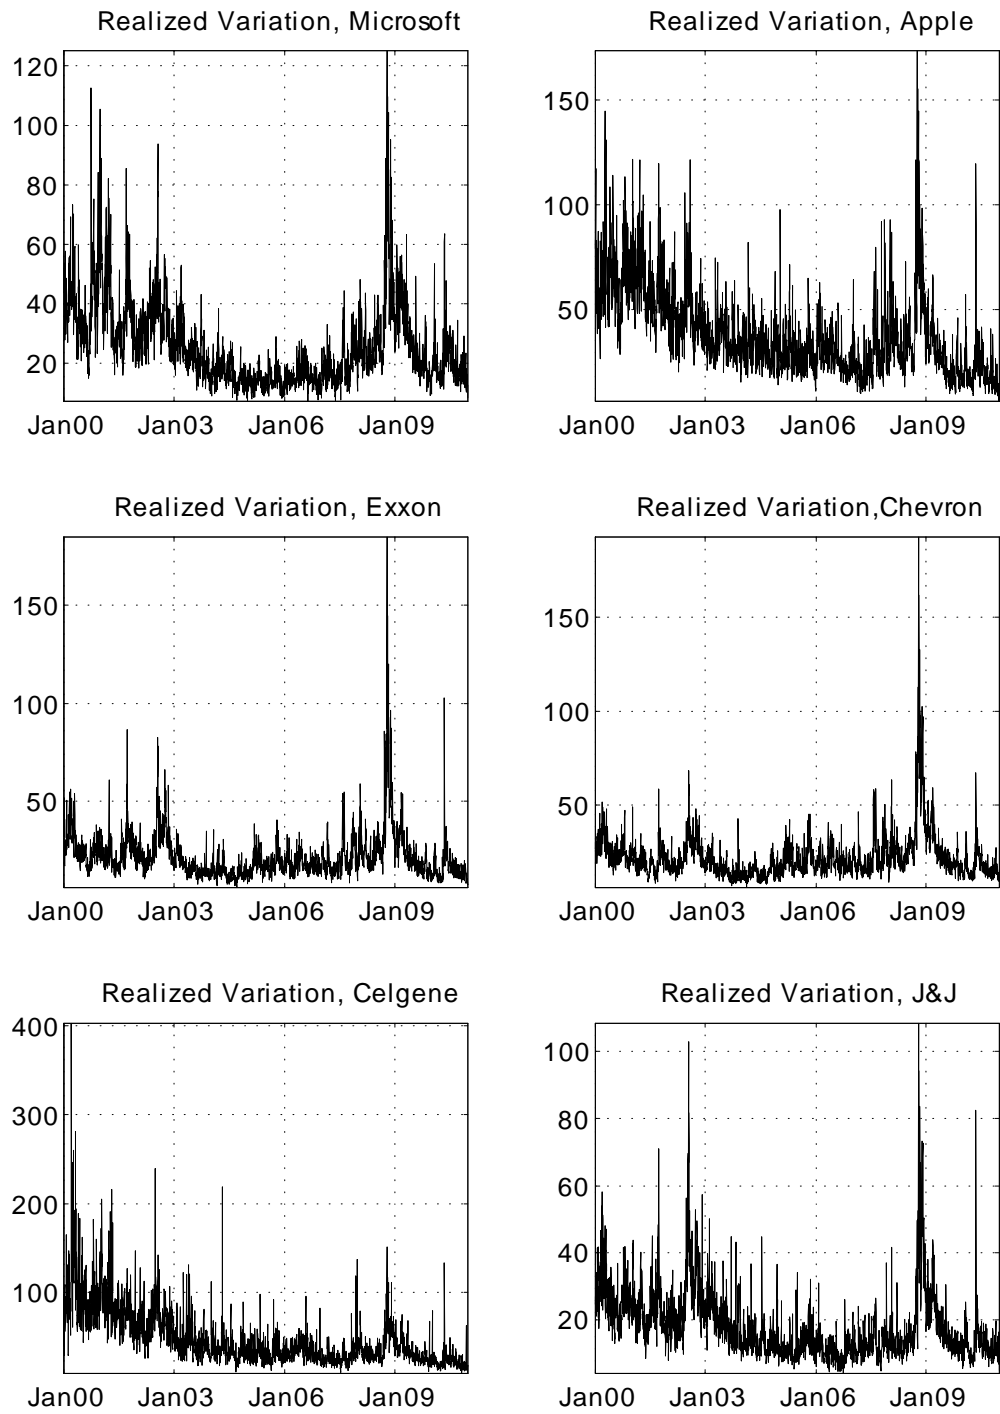 Realized Variation, Microsoft
120
100
80
60
40
20
Jan00 Jan03 Jan06 Jan09
Realized Variation, Apple
150
100
50
Jan00 Jan03 Jan06 Jan09
Realized Variation, Exxon
150
100
50
Jan00 Jan03 Jan06 Jan09
Realized Variation,Chevron
150
100
50
Jan00 Jan03 Jan06 Jan09
Realized Variation, Celgene
400
300
200
100
Jan00 Jan03 Jan06 Jan09
Realized Variation, J&J
100
80
60
40
20
Jan00 Jan03 Jan06 Jan09